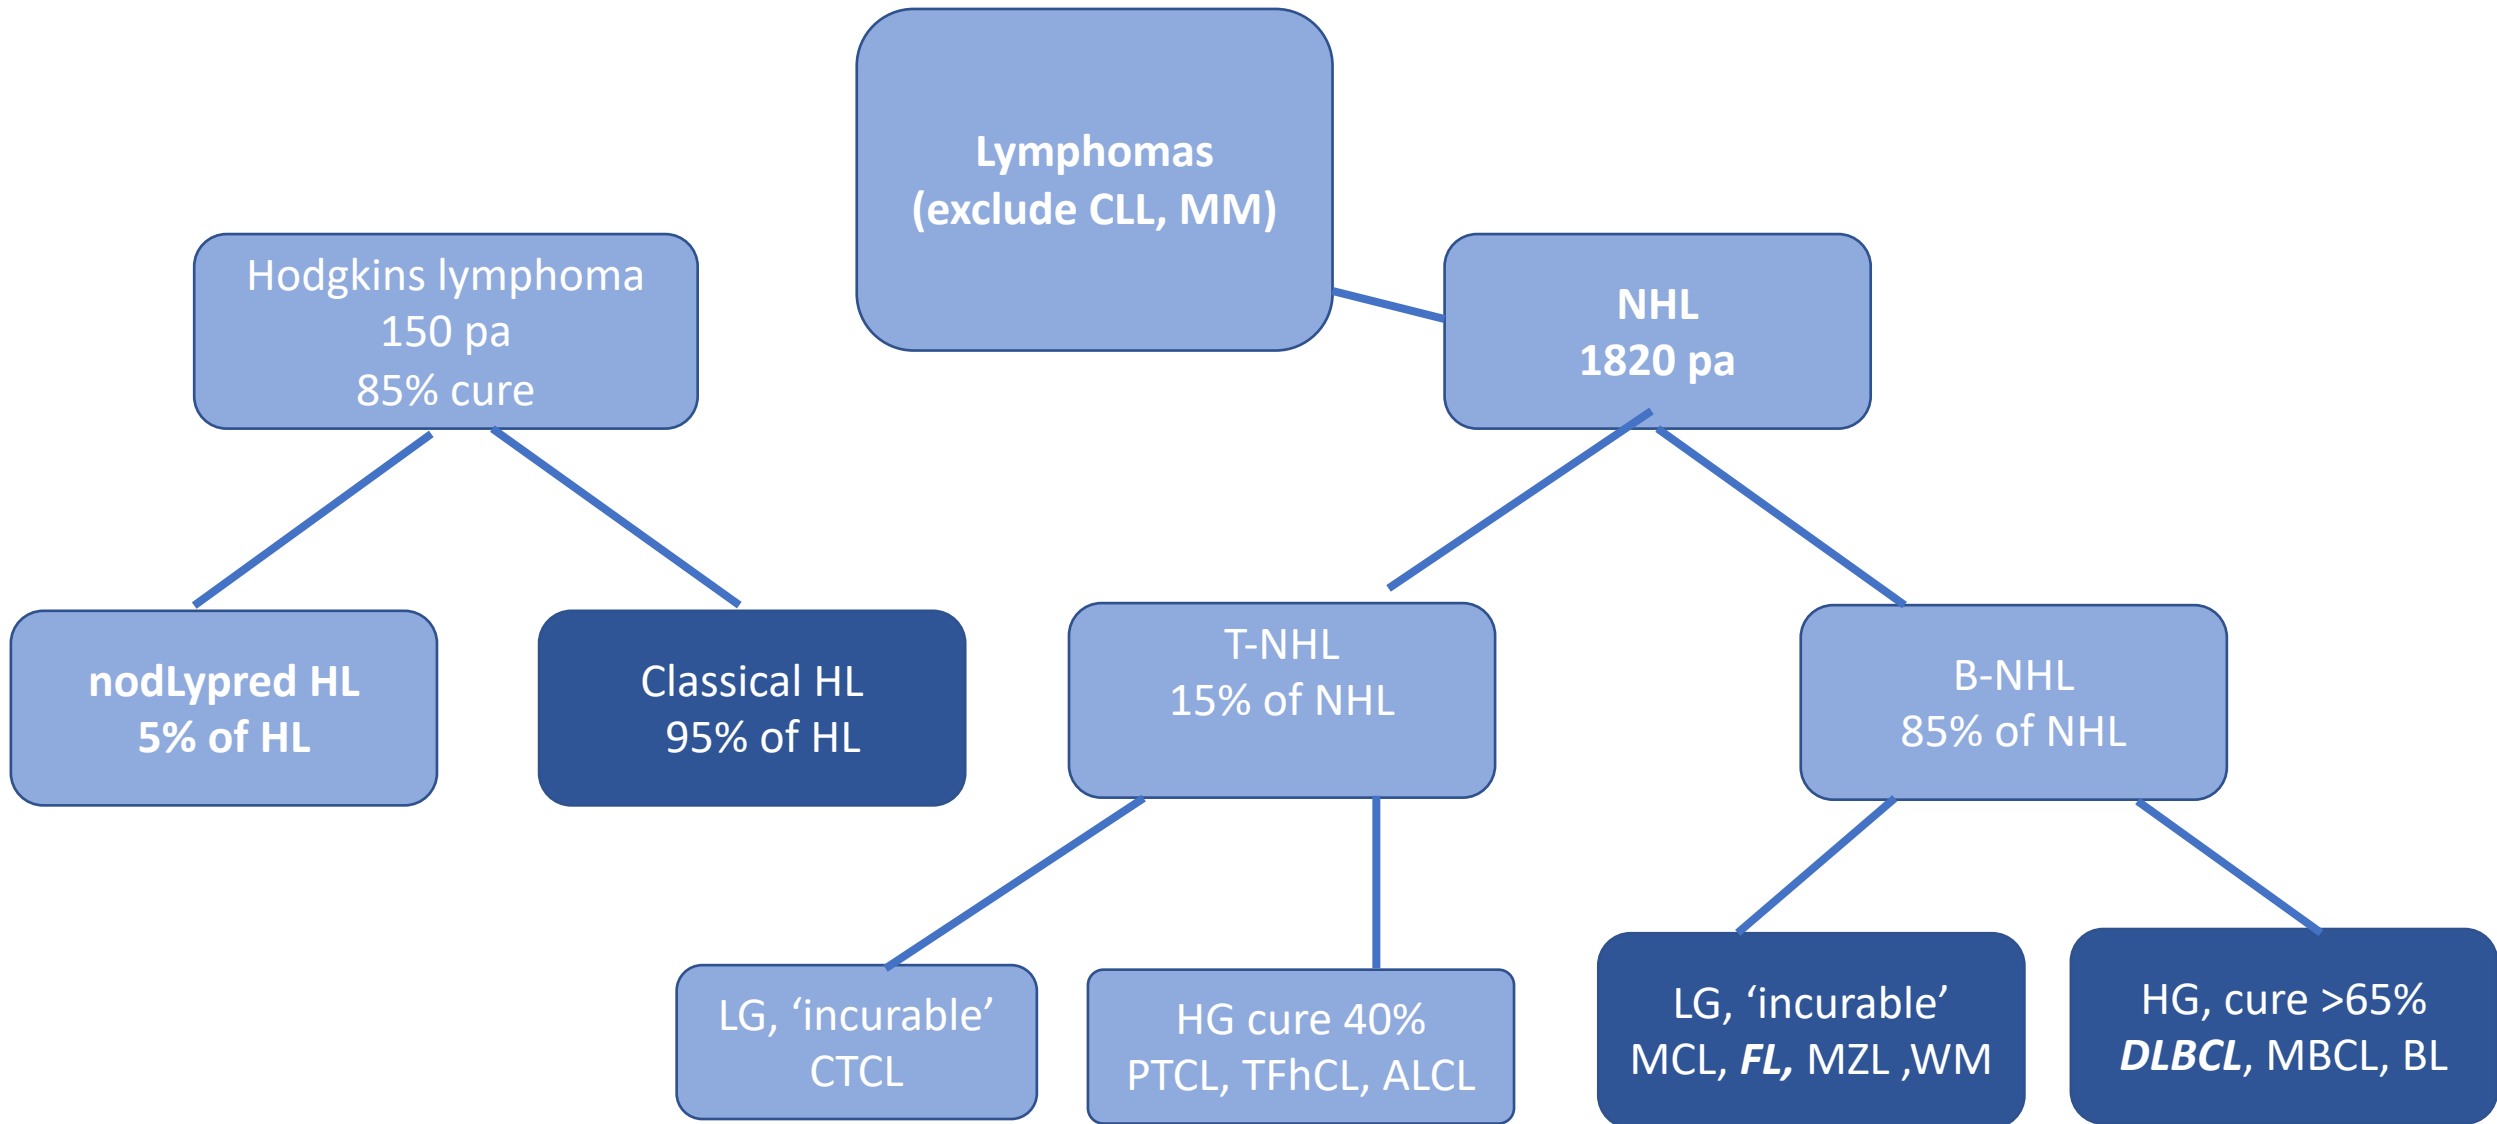 Lymphomas
(exclude CLL, MM)
Hodgkins lymphoma
150 pa
85% cure
NHL
1820 pa
nodLypred HL
5% of HL
Classical HL
95% of HL
T-NHL
15% of NHL
B-NHL
85% of NHL
LG, ‘incurable’
CTCL
HG cure 40%
PTCL, TFhCL, ALCL
LG, ‘incurable’
MCL, FL, MZL ,WM
HG, cure >65%
DLBCL, MBCL, BL